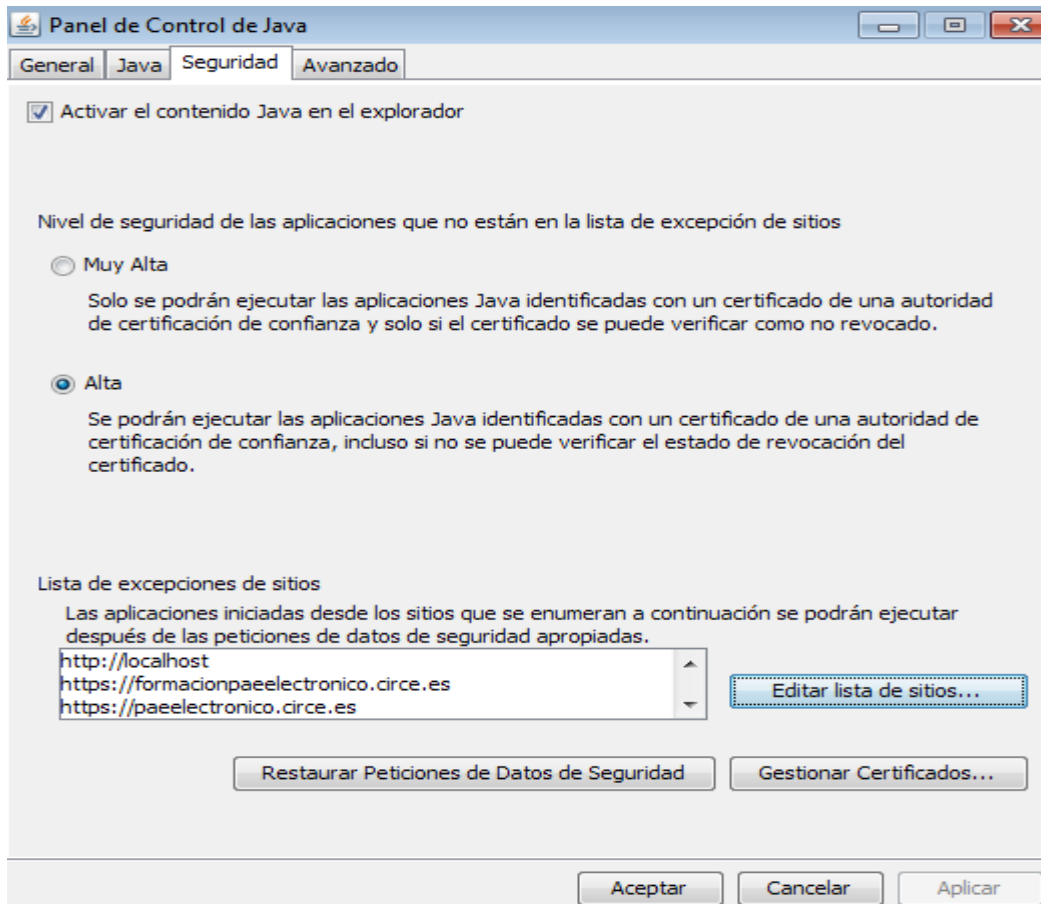 Panel de Control de Java
General Java Seguridad Avanzado
Activar el contenido Java en el explorador
Nivel de seguridad de las aplicaciones que no están en la lista de excepción de sitios
Muy Alta
Solo se podrán ejecutar las aplicaciones Java identificadas con un certificado de una autoridad
de certificación de confianza y solo si el certificado se puede verificar como no revocado.
Alta
Se podrán ejecutar las aplicaciones Java identificadas con un certificado de una autoridad de
certificación de confianza, incluso si no se puede verificar el estado de revocación del
certificado.
Lista de excepciones de sitios
Las aplicaciones iniciadas desde los sitios que se enumeran a continuación se podrán ejecutar
después de las peticiones de datos de seguridad apropiadas.
http://localhost
https://formacionpaeelectronico.circe.es
https://paeelectronico.circe.es
Editar lista de sitios...
Restaurar Peticiones de Datos de Seguridad Gestionar Certificados...
Aceptar Cancelar Aplicar